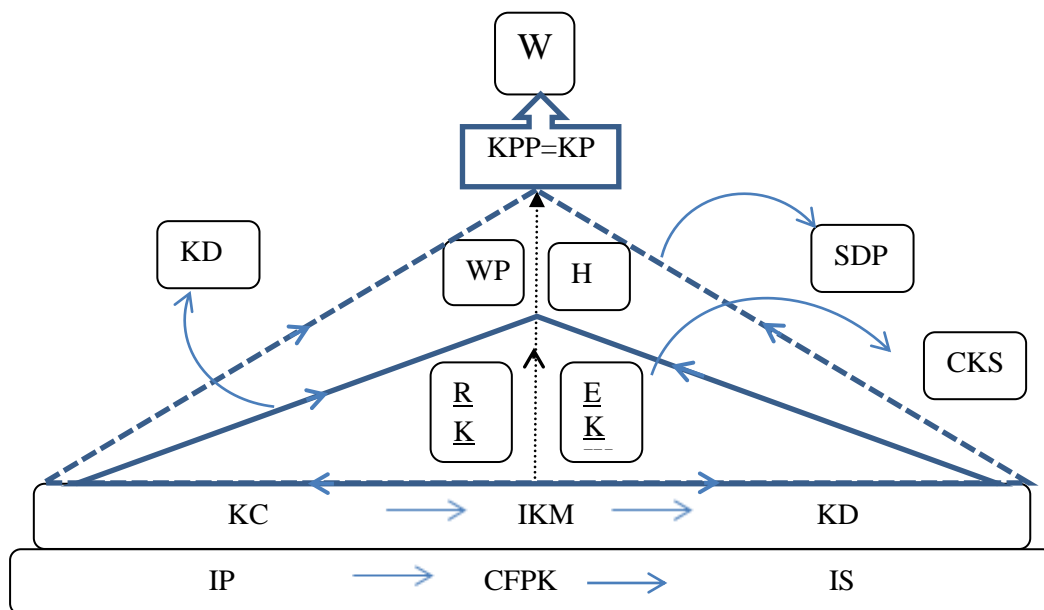 W
KPP=KP
KD
WP
H
SDP
CKS
R
K
E
K
KC IKM KD
IP CFPK IS